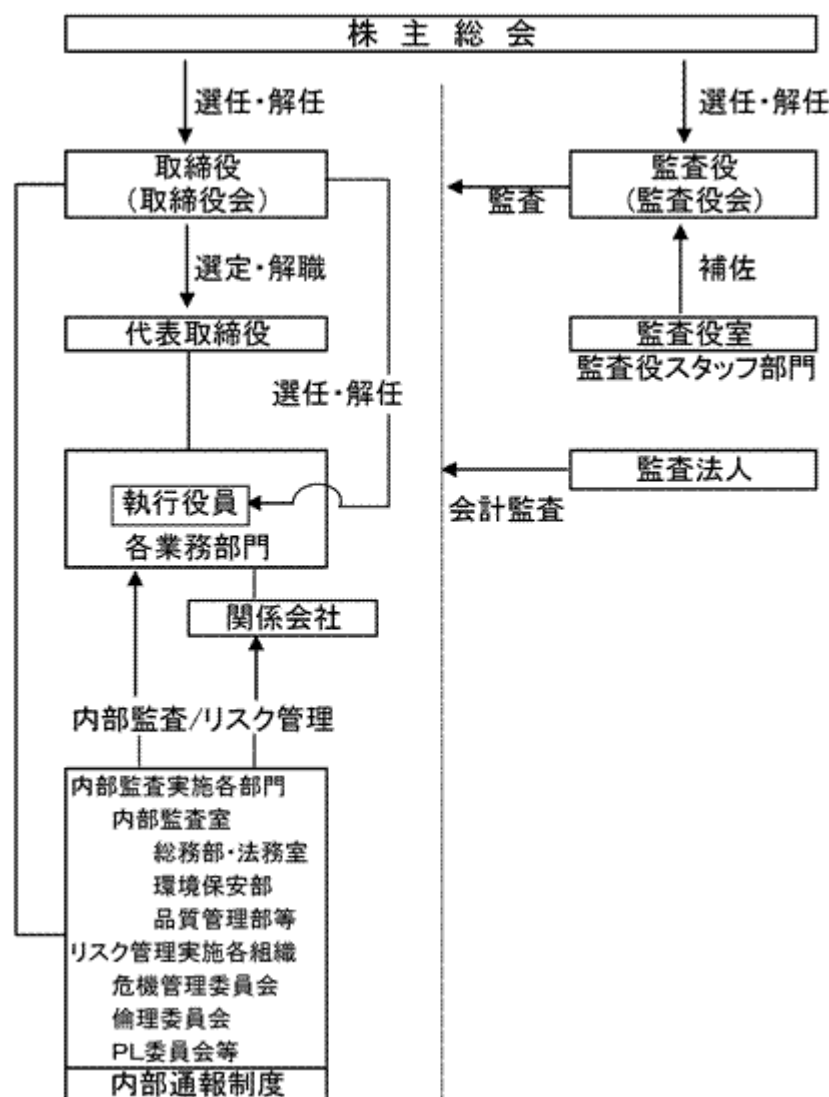 株主総会
選任・解任
選任・解任
取締役
（取締役会）
監査
監査役
（監査役会）
選定・解職
補佐
代表取締役
監査役室
監査役スタッフ部門
選任・解任
監査法人
執行役員
会計監査
各業務部門
関係会社
内部監査/リスク管理
内部監査実施各部門
内部監査室
総務部・法務室
環境保安部
品質管理部等
リスク管理実施各組織
危機管理委員会
倫理委員会
PL委員会等
内部通報制度